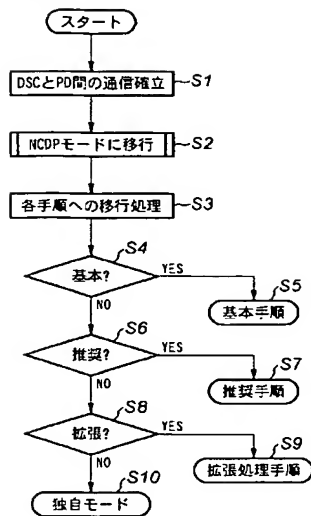 スタート
DSCとPD間の通信確立 S1
NCDPモードに移行 S2
各手順への移行処理 S3
S4
基本? YES
S5
NO 基本手順
S6
推奨? YES
S7
NO 推奨手順
S8
拡張? YES
S9
NO 拡張処理手順
S10
独自モード